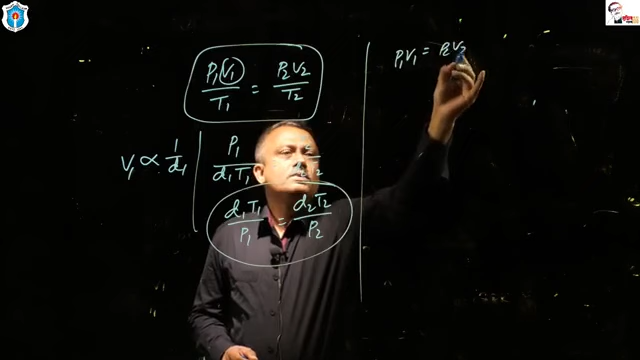 P₁V₁/T₁ = P₂V₂/T₂
V₁ ∝ 1/d₁
P₁/d₁T₁
d₁T₁/P₁ = d₂T₂/P₂
P₁V₁ = P₂V₂